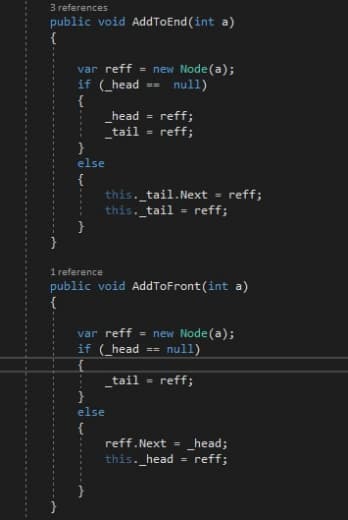 3 references
public void AddToEnd(int a)
{
var reff = new Node(a);
if (_head ==  null)
{
_head = reff;
_tail = reff;
}
else
{
this._tail.Next = reff;
this._tail = reff;
}
}
1 reference
public void AddToFront(int a)
{
var reff = new Node(a);
if (_head == null)
{
_tail = reff;
}
else
{
reff.Next = _head;
this._head = reff;
}
}